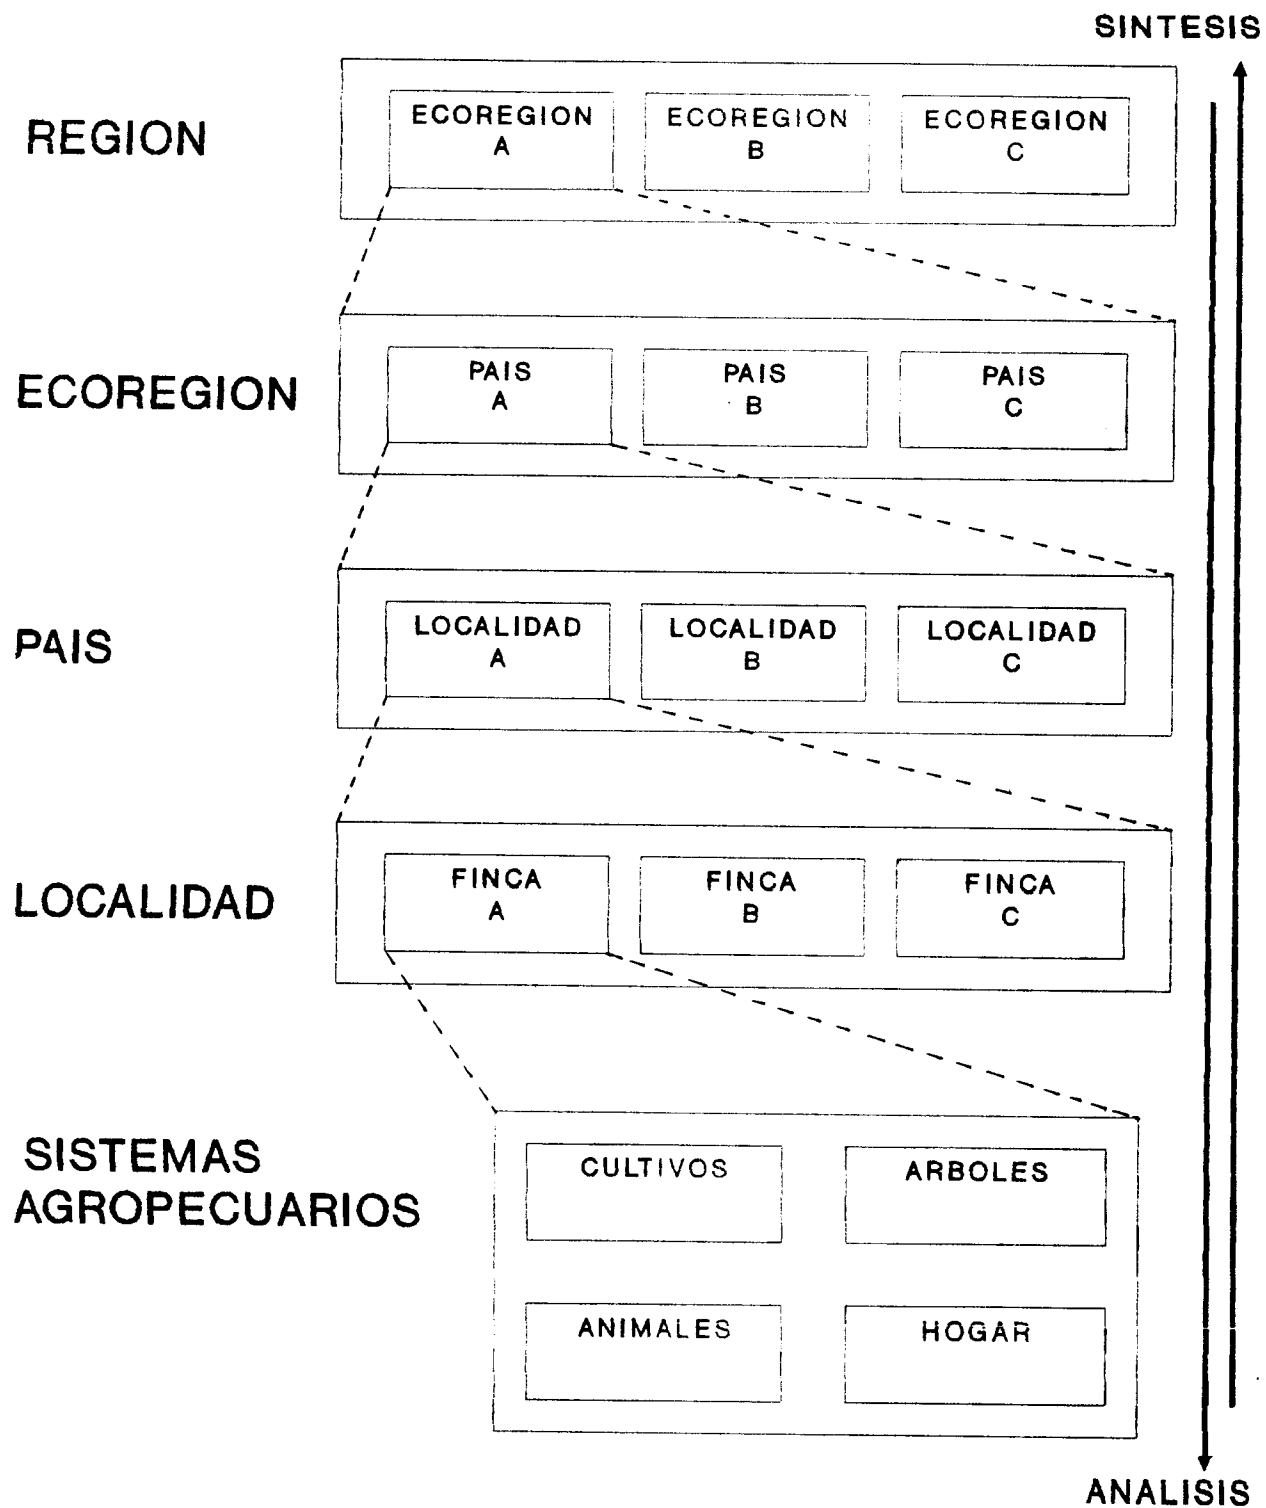 SINTESIS
REGION
ECOREGION
A
ECOREGION
B
ECOREGION
C
ECOREGION
PAIS
A
PAIS
B
PAIS
C
PAIS
LOCALIDAD
A
LOCALIDAD
B
LOCALIDAD
C
LOCALIDAD
FINCA
A
FINCA
B
FINCA
C
SISTEMAS
AGROPECUARIOS
CULTIVOS
ARBOLES
ANIMALES
HOGAR
ANALISIS